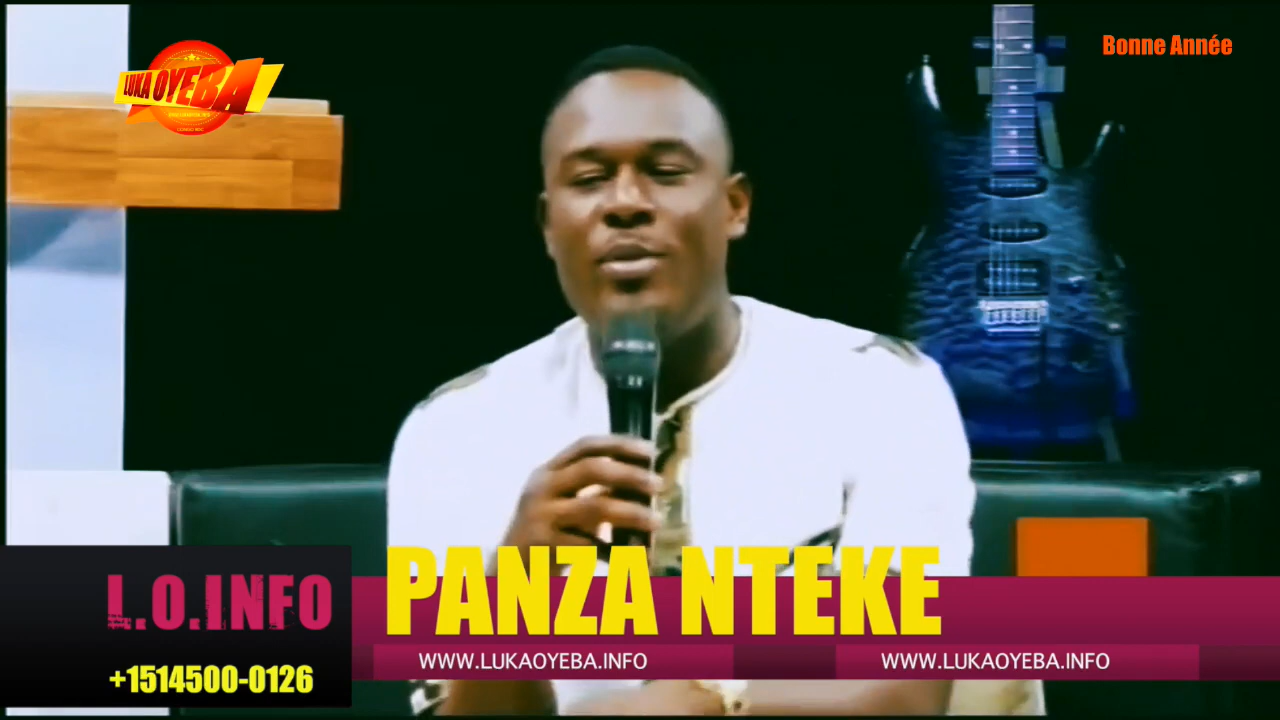 LUKA OYEBA
Bonne Année
L.O.INFO
+1514500-0126
PANZA NTEKE
WWW.LUKAOYEBA.INFO
WWW.LUKAOYEBA.INFO